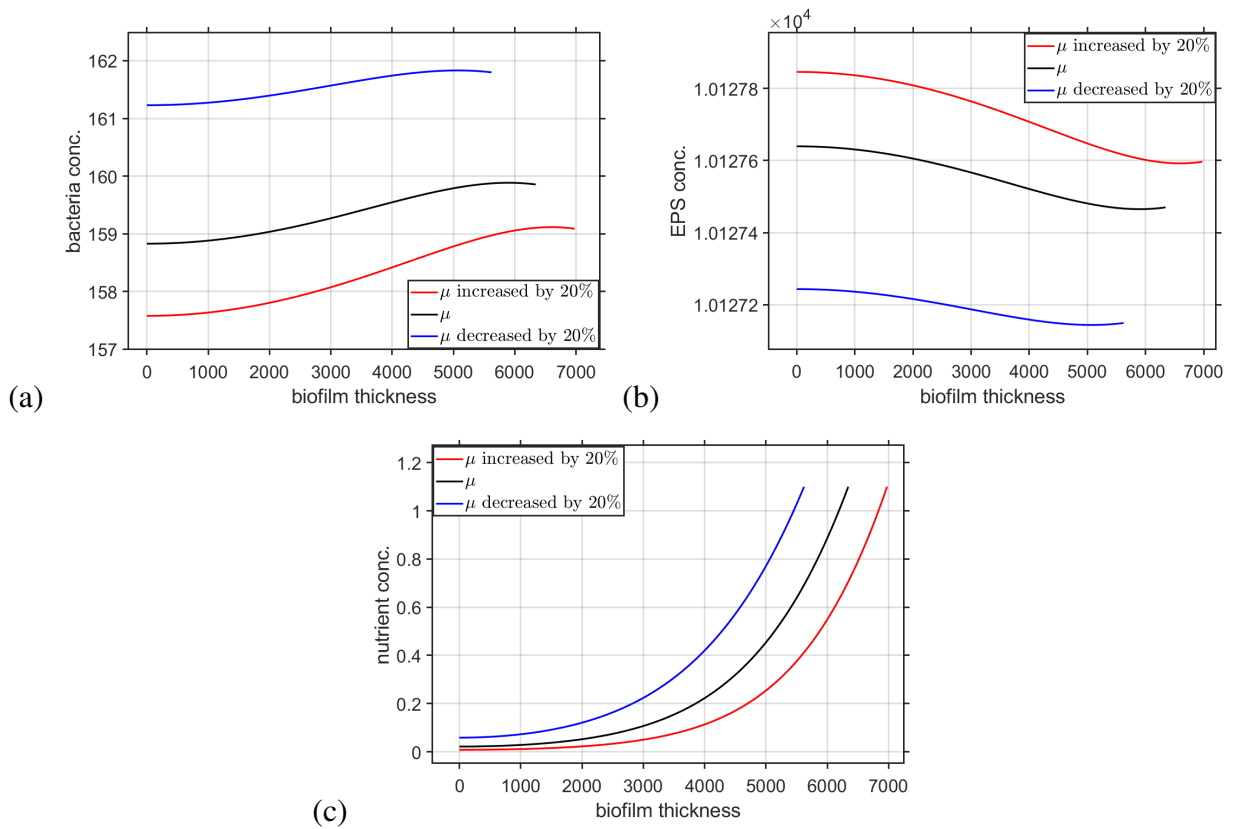 162
161
160
159
158
157
bacteria conc.
μ increased by 20%
μ
μ decreased by 20%
0 1000 2000 3000 4000 5000 6000 7000
biofilm thickness
(a)
×10⁴
1.01278
1.01276
1.01274
1.01272
EPS conc.
μ increased by 20%
μ
μ decreased by 20%
0 1000 2000 3000 4000 5000 6000 7000
biofilm thickness
(b)
1.2
1
0.8
0.6
0.4
0.2
0
nutrient conc.
μ increased by 20%
μ
μ decreased by 20%
0 1000 2000 3000 4000 5000 6000 7000
biofilm thickness
(c)